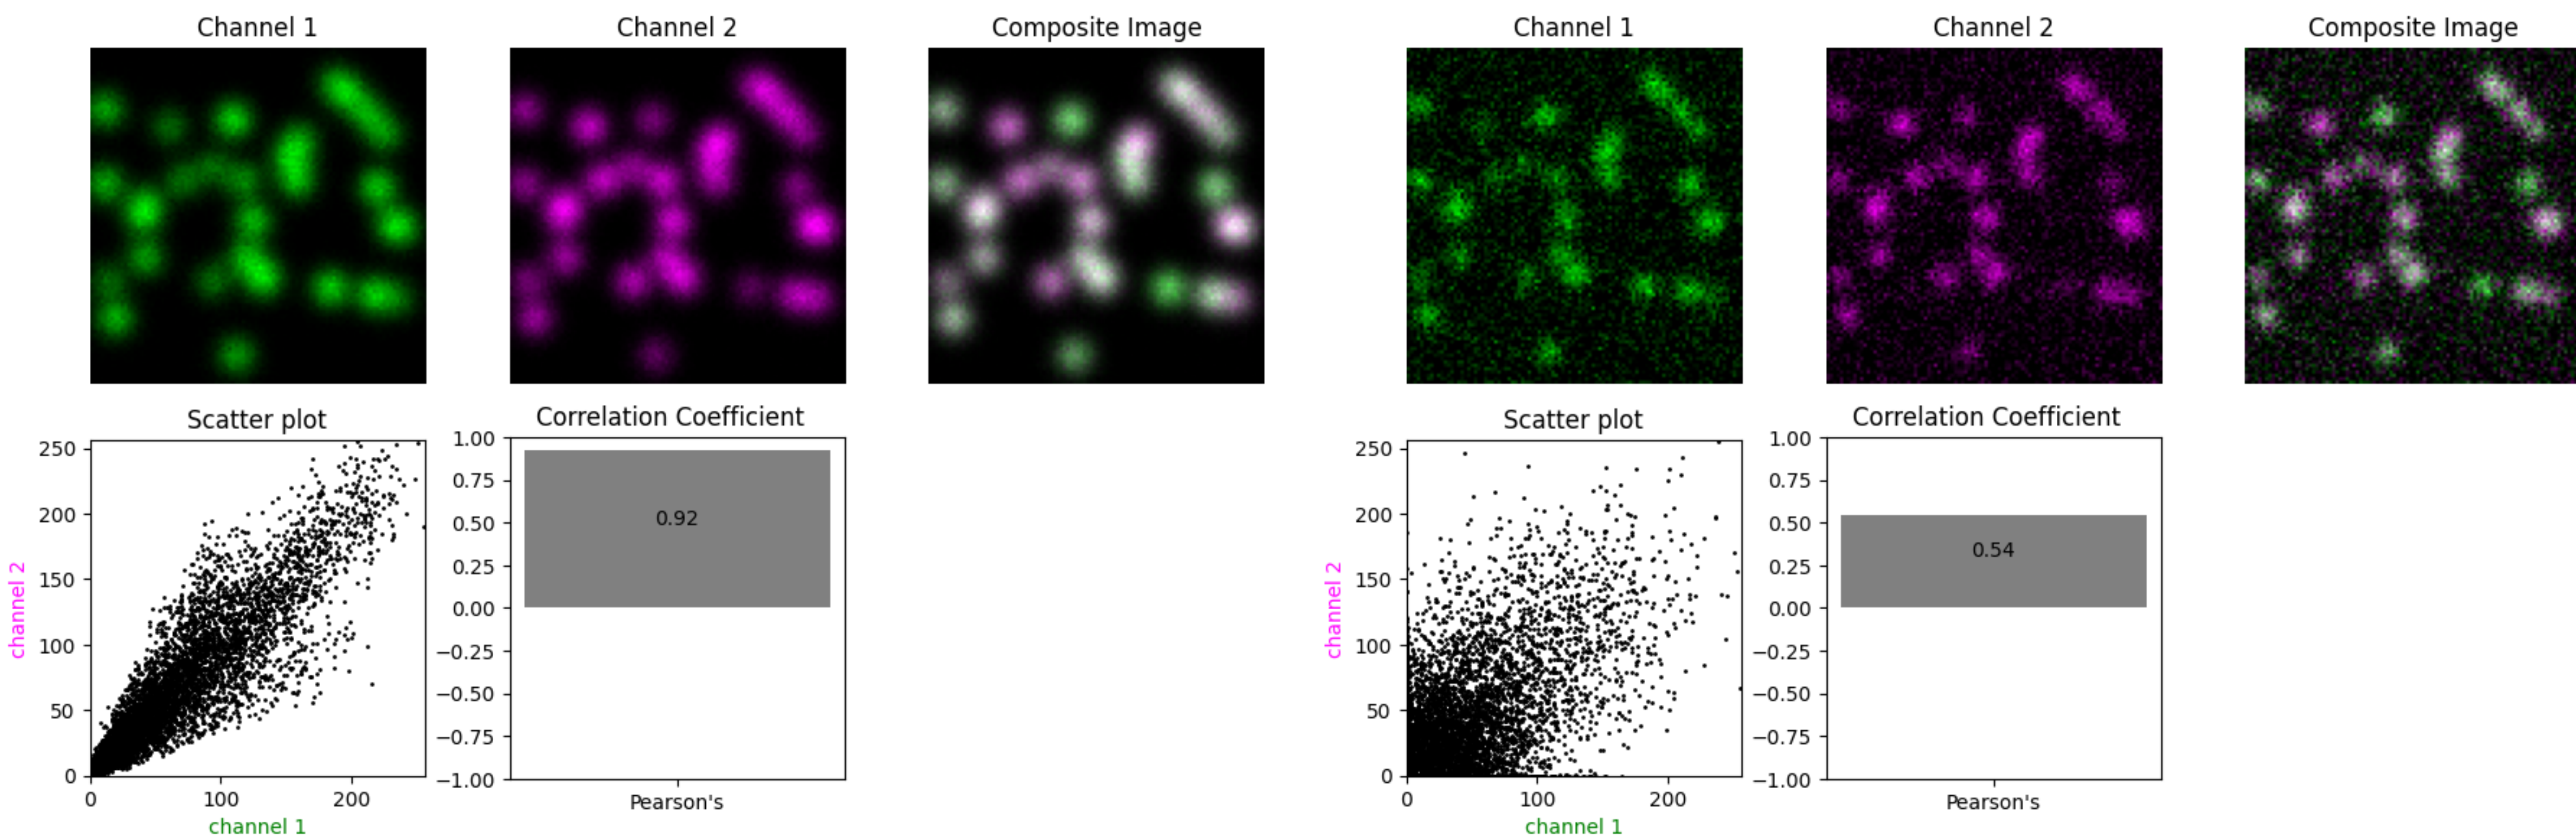 Channel 1
Channel 2
Composite Image
Channel 1
Channel 2
Composite Image
Scatter plot
250
200
150
100
50
0
0
100
200
channel 2
channel 1
Correlation Coefficient
1.00
0.75
0.50
0.25
0.00
−0.25
−0.50
−0.75
−1.00
0.92
Pearson's
Scatter plot
250
200
150
100
50
0
0
100
200
channel 2
channel 1
Correlation Coefficient
1.00
0.75
0.50
0.25
0.00
−0.25
−0.50
−0.75
−1.00
0.54
Pearson's